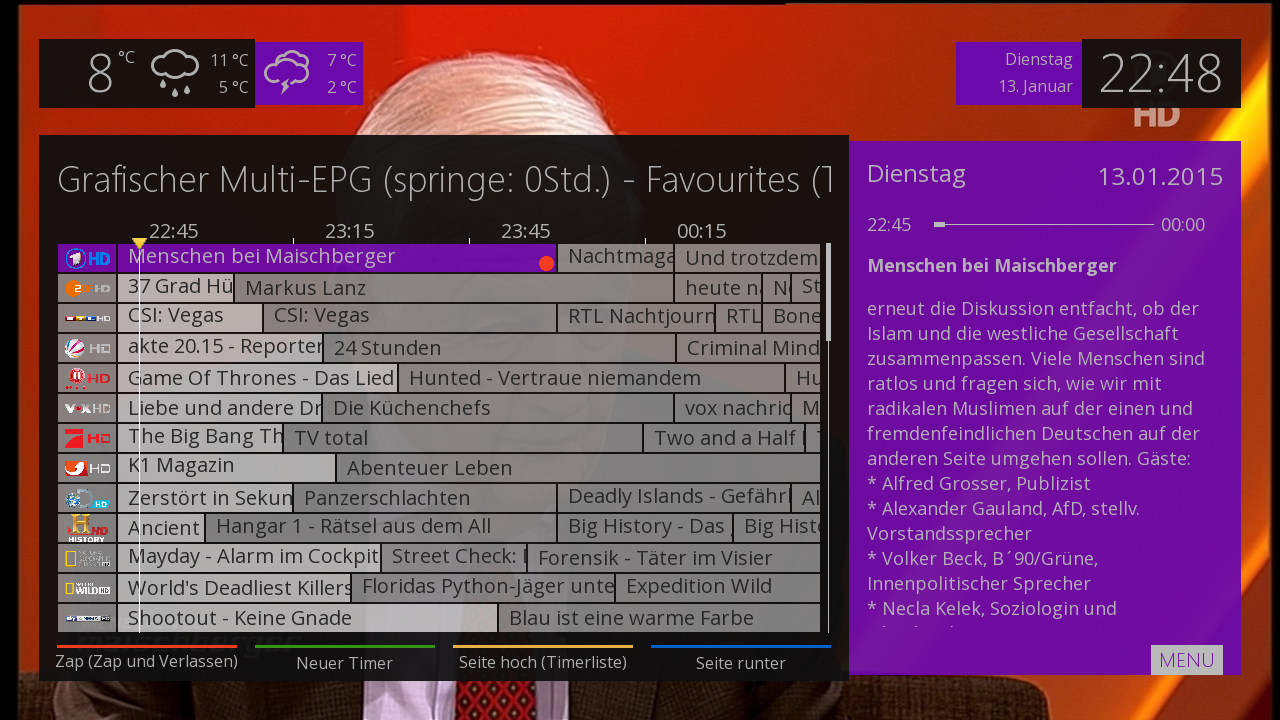 8 °C
11 °C
5 °C
7 °C
2 °C
Dienstag
13. Januar
22:48
HD
Grafischer Multi-EPG (springe: 0Std.) - Favourites (T
22:45 23:15 23:45 00:15
HD Menschen bei Maischberger Nachtmaga Und trotzdem
2 HD 37 Grad Hü Markus Lanz heute na St
RTL HD CSI: Vegas CSI: Vegas RTL Nachtjourn RTL Bone
HD akte 20.15 - Reporter 24 Stunden Criminal Mind
HD Game Of Thrones - Das Lied Hunted - Vertraue niemandem Hu
VOX HD Liebe und andere Dr Die Küchenchefs vox nachric M
7 HD The Big Bang Th TV total Two and a Half
HD K1 Magazin Abenteuer Leben
HD Zerstört in Sekun Panzerschlachten Deadly Islands - Gefährl Al
HISTORY HD Ancient Hangar 1 - Rätsel aus dem All Big History - Das Big Histo
Mayday - Alarm im Cockpit Street Check: Forensik - Täter im Visier
WILD HD World's Deadliest Killers Floridas Python-Jäger unte Expedition Wild
sky HD Shootout - Keine Gnade Blau ist eine warme Farbe
maischberger
Zap (Zap und Verlassen) Neuer Timer Seite hoch (Timerliste) Seite runter
Dienstag 13.01.2015
22:45 00:00
Menschen bei Maischberger
erneut die Diskussion entfacht, ob der
Islam und die westliche Gesellschaft
zusammenpassen. Viele Menschen sind
ratlos und fragen sich, wie wir mit
radikalen Muslimen auf der einen und
fremdenfeindlichen Deutschen auf der
anderen Seite umgehen sollen. Gäste:
* Alfred Grosser, Publizist
* Alexander Gauland, AfD, stellv.
Vorstandssprecher
* Volker Beck, B´90/Grüne,
Innenpolitischer Sprecher
* Necla Kelek, Soziologin und
MENU